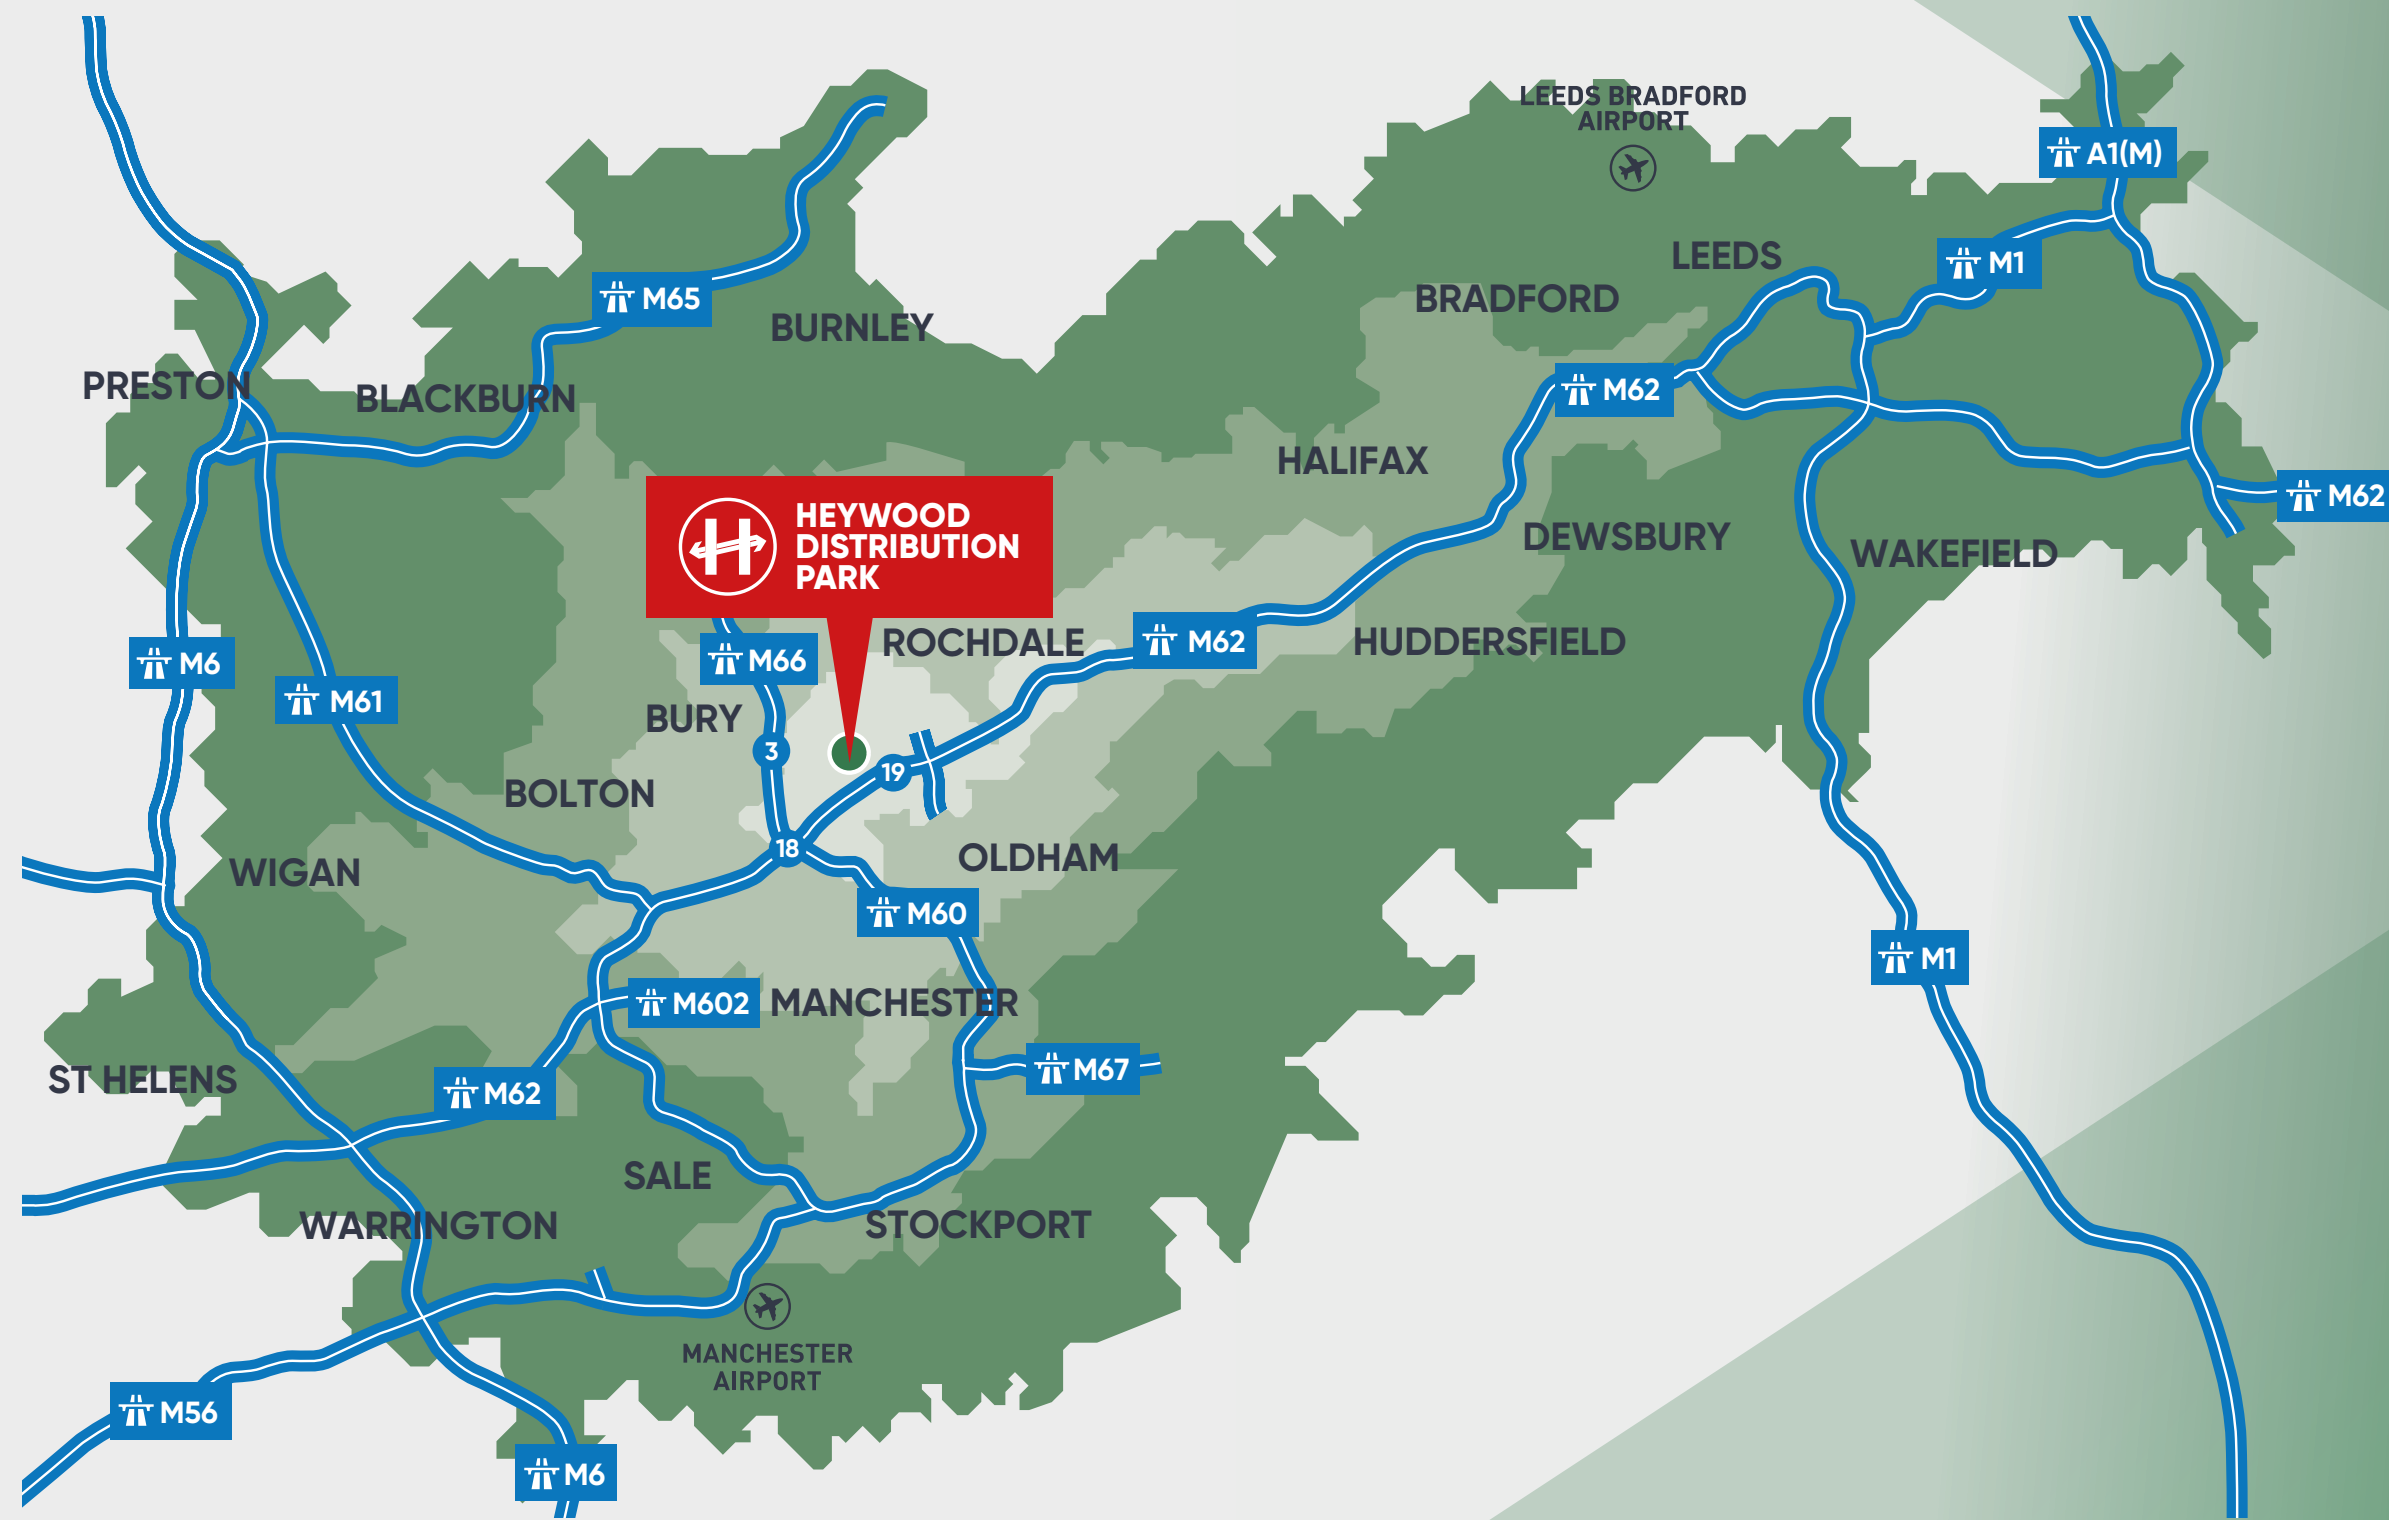 LEEDS BRADFORD
AIRPORT
A1(M)
LEEDS
M1
M65
BRADFORD
BURNLEY
PRESTON
BLACKBURN
M62
HALIFAX
M62
HEYWOOD
DISTRIBUTION
PARK
DEWSBURY
WAKEFIELD
M6
M66
ROCHDALE
M62
HUDDERSFIELD
M61
BURY
3
19
BOLTON
18
OLDHAM
WIGAN
M60
M1
M602
MANCHESTER
ST HELENS
M62
M67
SALE
WARRINGTON
STOCKPORT
MANCHESTER
AIRPORT
M56
M6